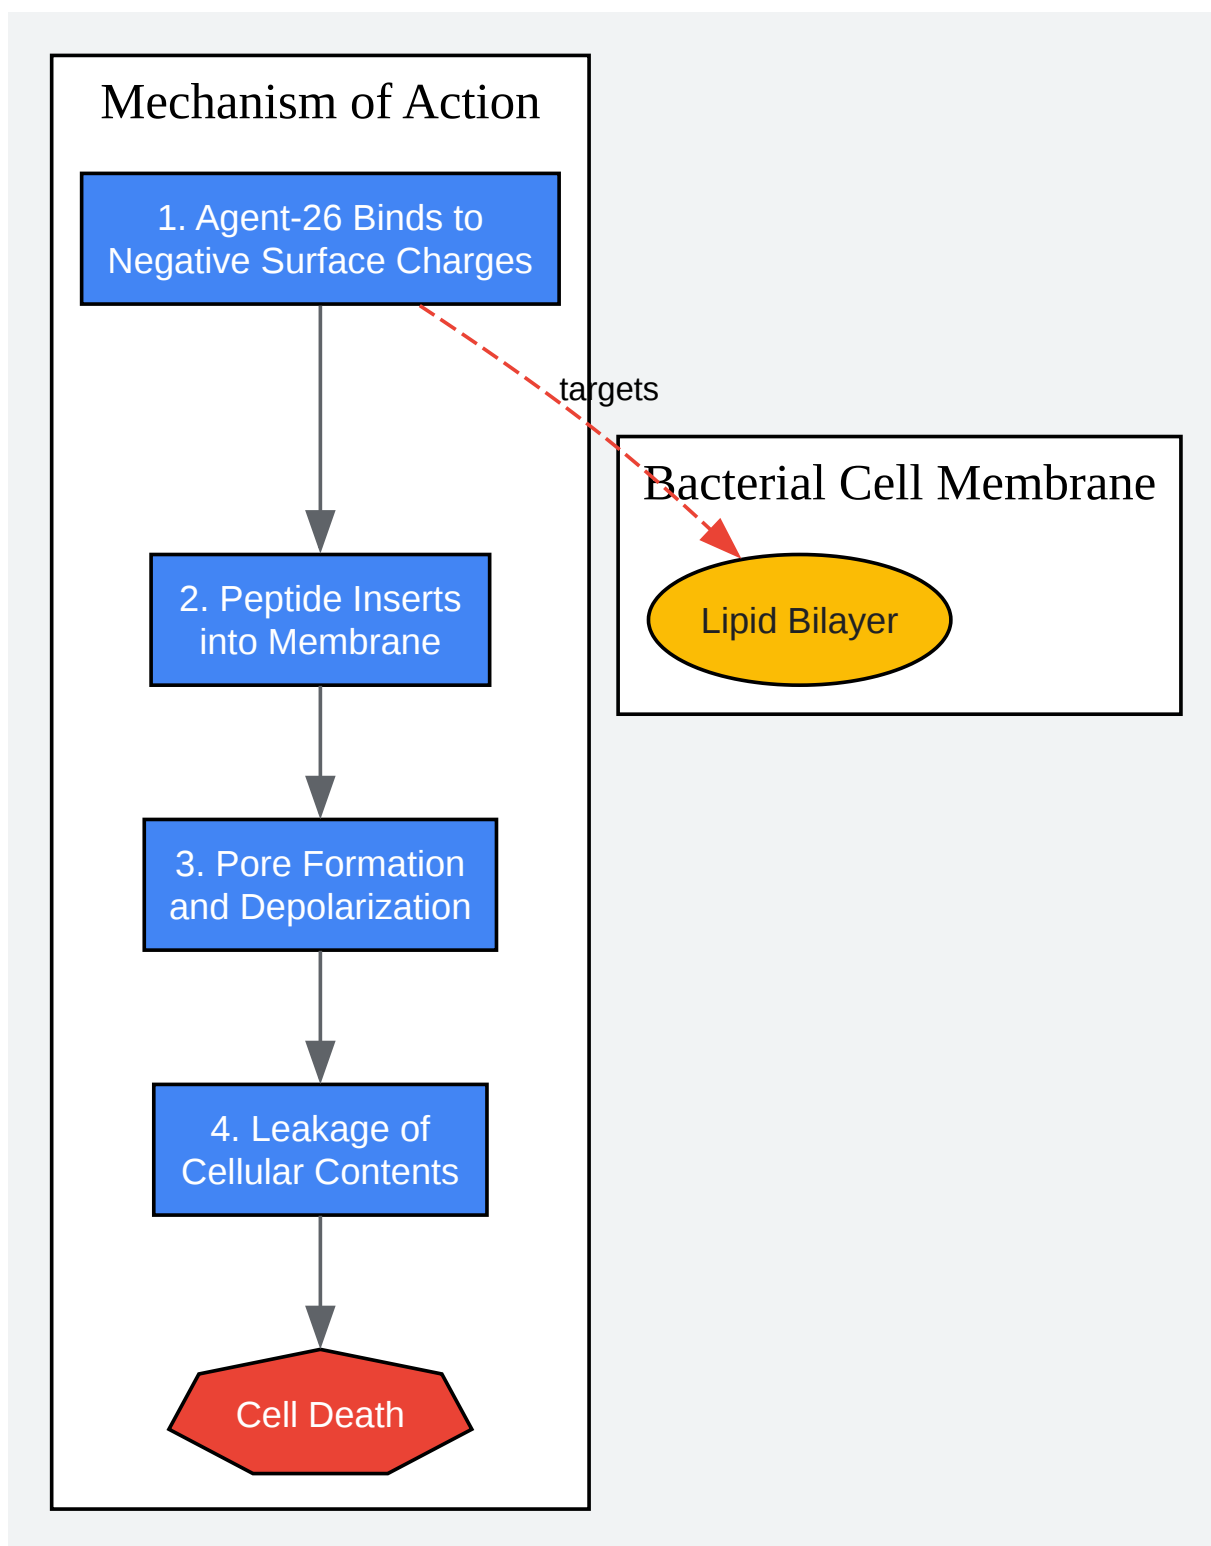 Mechanism of Action
1. Agent-26 Binds to
Negative Surface Charges
targets
Bacterial Cell Membrane
2. Peptide Inserts
into Membrane
Lipid Bilayer
3. Pore Formation
and Depolarization
4. Leakage of
Cellular Contents
Cell Death